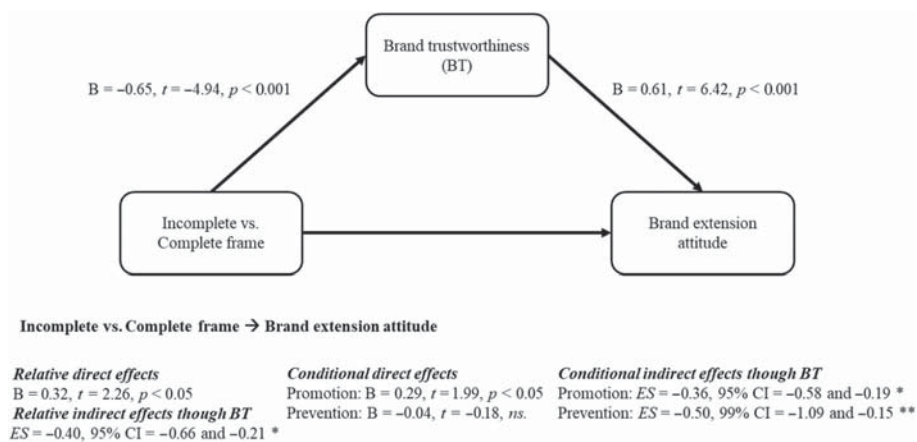 Brand trustworthiness
(BT)
B = −0.65, t = −4.94, p < 0.001
B = 0.61, t = 6.42, p < 0.001
Incomplete vs.
Complete frame
Brand extension
attitude
Incomplete vs. Complete frame → Brand extension attitude
Relative direct effects
B = 0.32, t = 2.26, p < 0.05
Relative indirect effects though BT
ES = −0.40, 95% CI = −0.66 and −0.21 *
Conditional direct effects
Promotion: B = 0.29, t = 1.99, p < 0.05
Prevention: B = −0.04, t = −0.18, ns.
Conditional indirect effects though BT
Promotion: ES = −0.36, 95% CI = −0.58 and −0.19 *
Prevention: ES = −0.50, 99% CI = −1.09 and −0.15 **